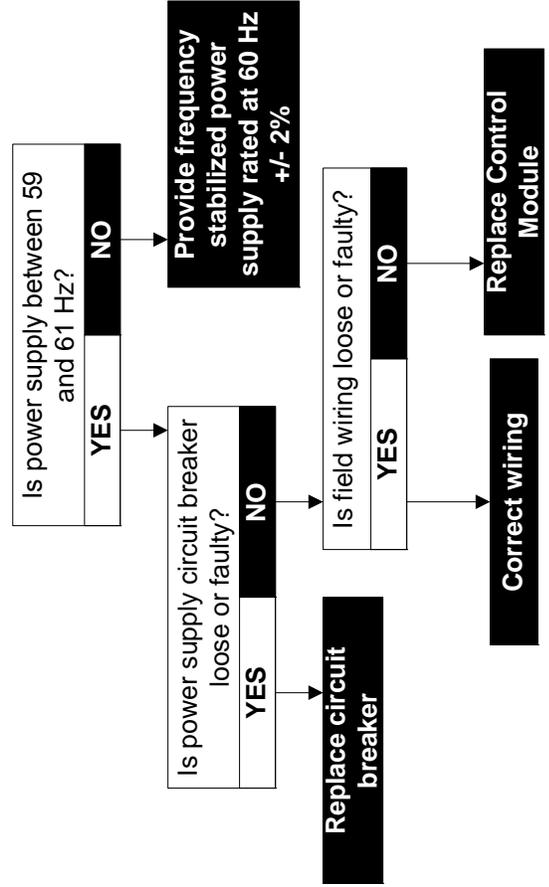 Is power supply between 59
and 61 Hz?
YES
NO
Provide frequency
stabilized power
supply rated at 60 Hz
+/- 2%
Is power supply circuit breaker
loose or faulty?
YES
NO
Replace circuit
breaker
Is field wiring loose or faulty?
YES
NO
Correct wiring
Replace Control
Module